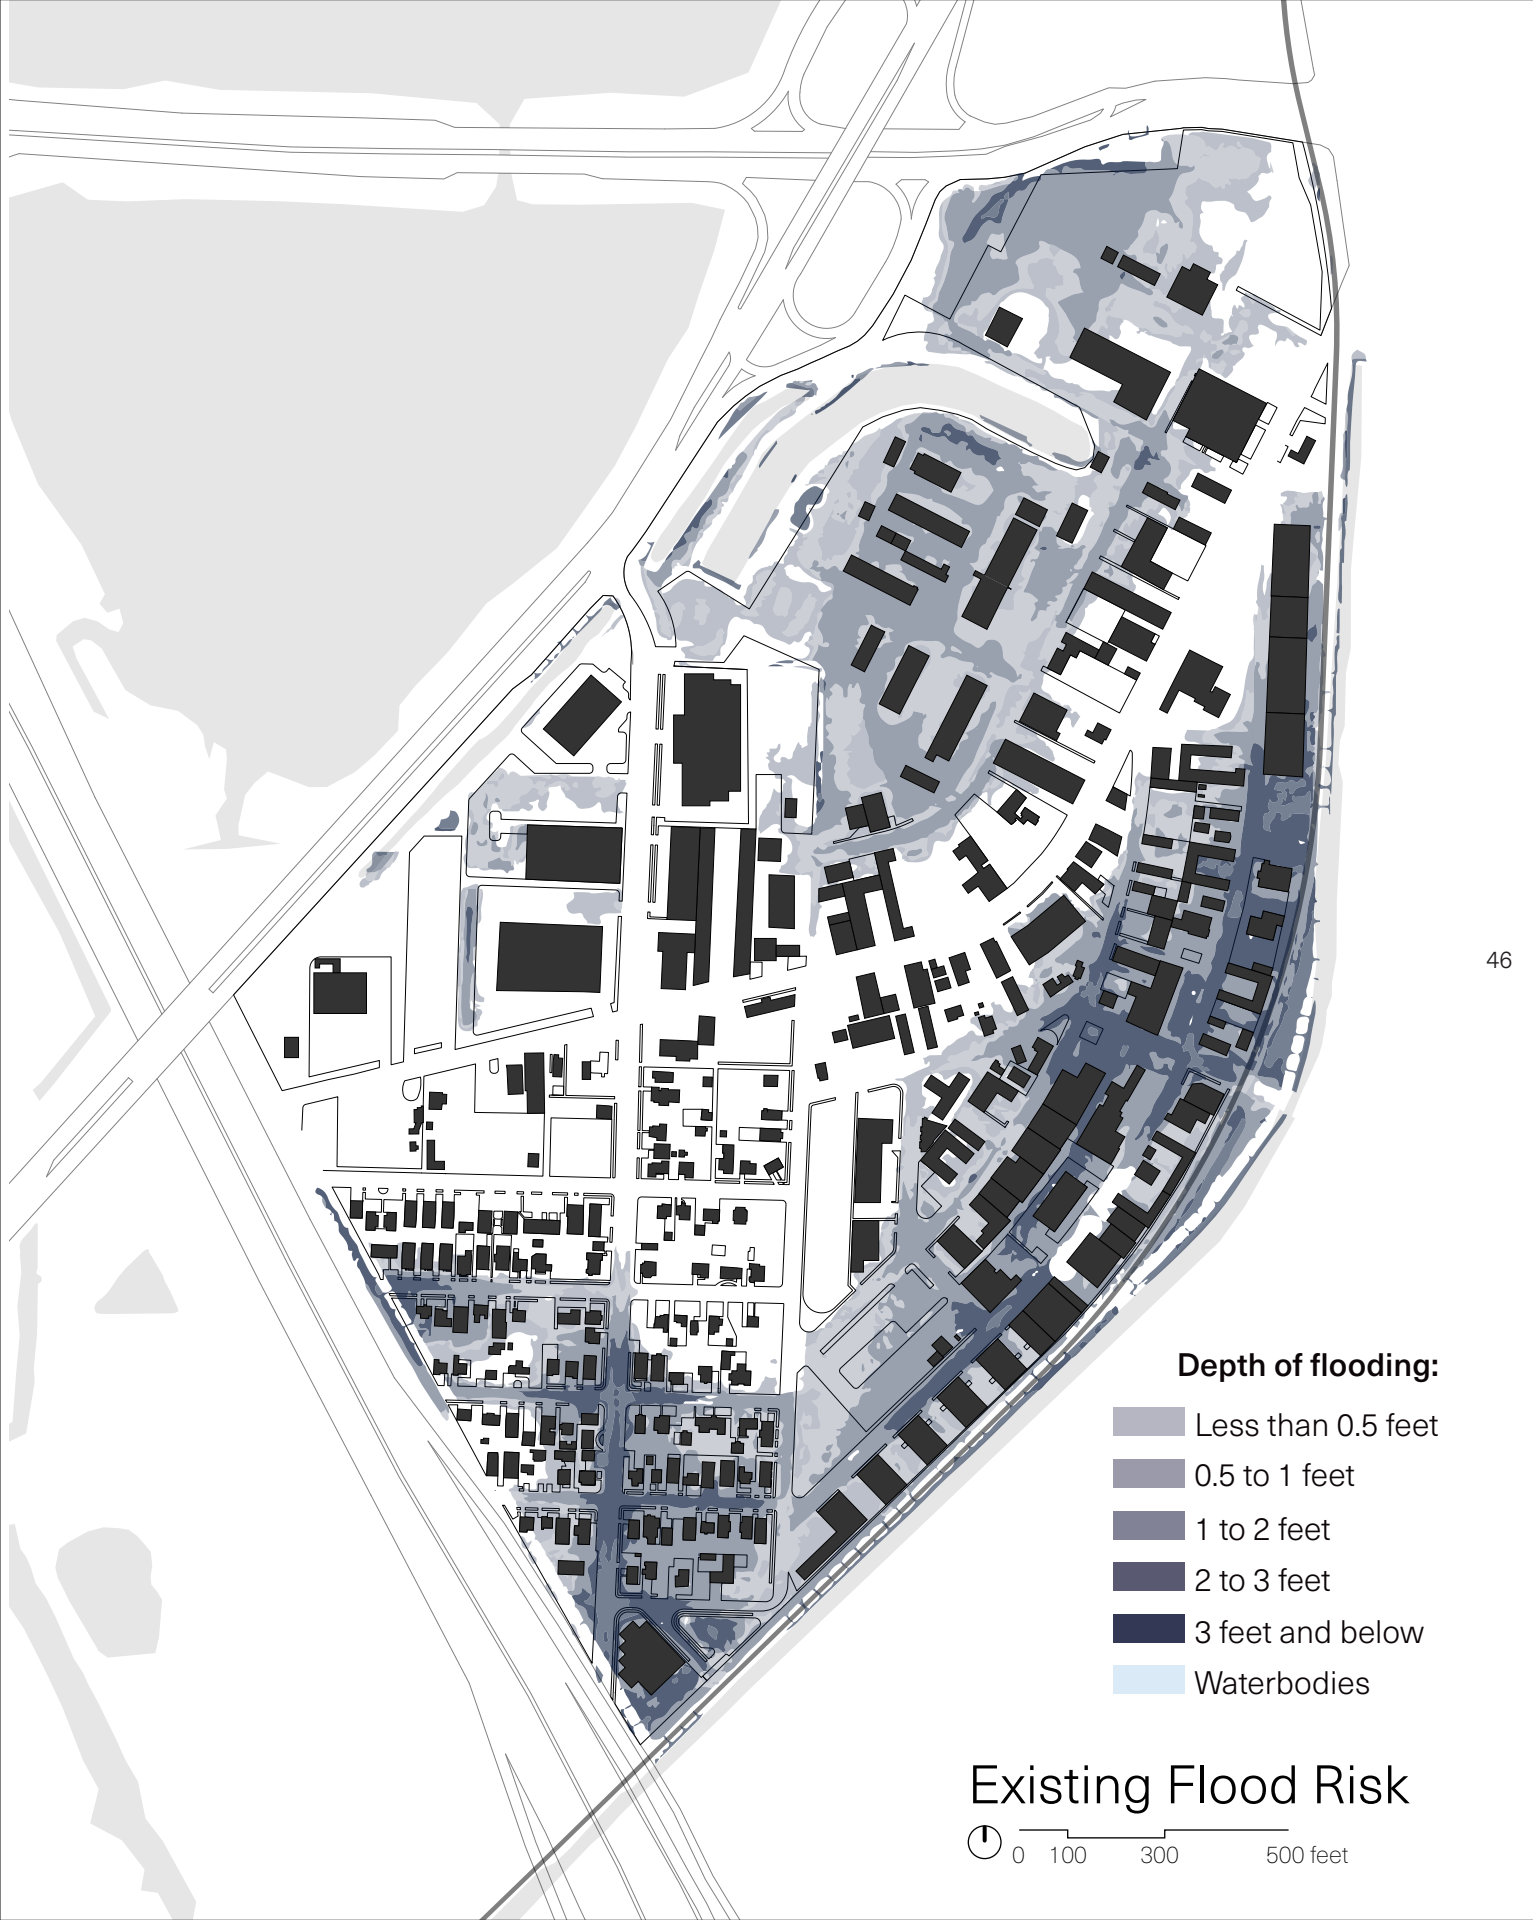 46
Depth of flooding:
Less than 0.5 feet
0.5 to 1 feet
1 to 2 feet
2 to 3 feet
3 feet and below
Waterbodies
Existing Flood Risk
0 100 300 500 feet